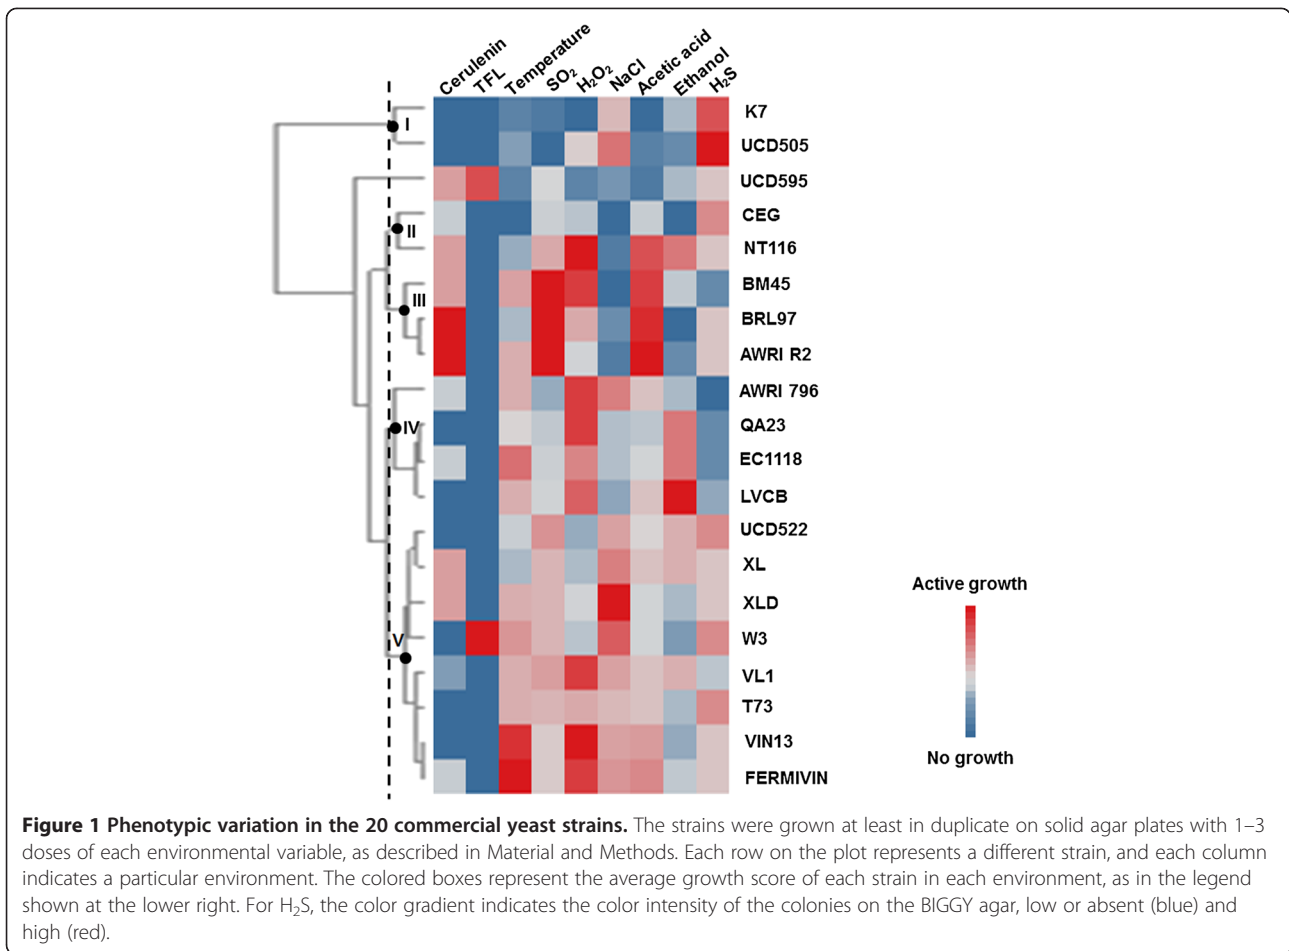 Cerulenin
TFL
Temperature
SO₂
H₂O₂
NaCl
Acetic acid
Ethanol
H₂S
I
K7
UCD505
UCD595
II
CEG
NT116
III
BM45
BRL97
AWRI R2
AWRI 796
IV
QA23
EC1118
LVCB
UCD522
XL
XLD
V
W3
VL1
T73
VIN13
FERMIVIN
Active growth
No growth
Figure 1 Phenotypic variation in the 20 commercial yeast strains. The strains were grown at least in duplicate on solid agar plates with 1–3
doses of each environmental variable, as described in Material and Methods. Each row on the plot represents a different strain, and each column
indicates a particular environment. The colored boxes represent the average growth score of each strain in each environment, as in the legend
shown at the lower right. For H₂S, the color gradient indicates the color intensity of the colonies on the BIGGY agar, low or absent (blue) and
high (red).